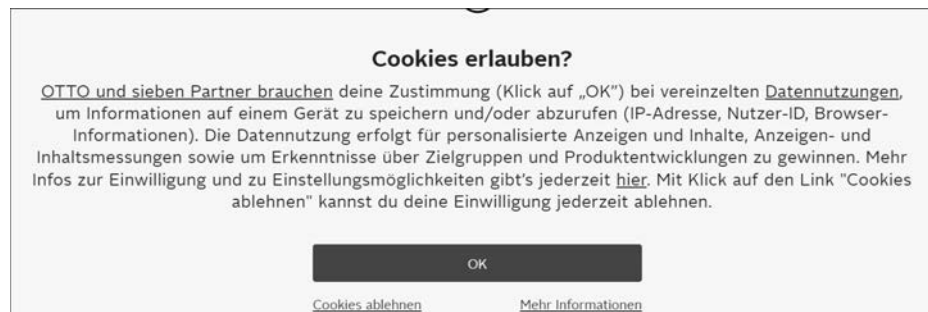 Cookies erlauben?
OTTO und sieben Partner brauchen deine Zustimmung (Klick auf „OK”) bei vereinzelten Datennutzungen,
um Informationen auf einem Gerät zu speichern und/oder abzurufen (IP-Adresse, Nutzer-ID, Browser-
Informationen). Die Datennutzung erfolgt für personalisierte Anzeigen und Inhalte, Anzeigen- und
Inhaltsmessungen sowie um Erkenntnisse über Zielgruppen und Produktentwicklungen zu gewinnen. Mehr
Infos zur Einwilligung und zu Einstellungsmöglichkeiten gibt's jederzeit hier. Mit Klick auf den Link "Cookies
ablehnen" kannst du deine Einwilligung jederzeit ablehnen.
OK
Cookies ablehnen Mehr Informationen